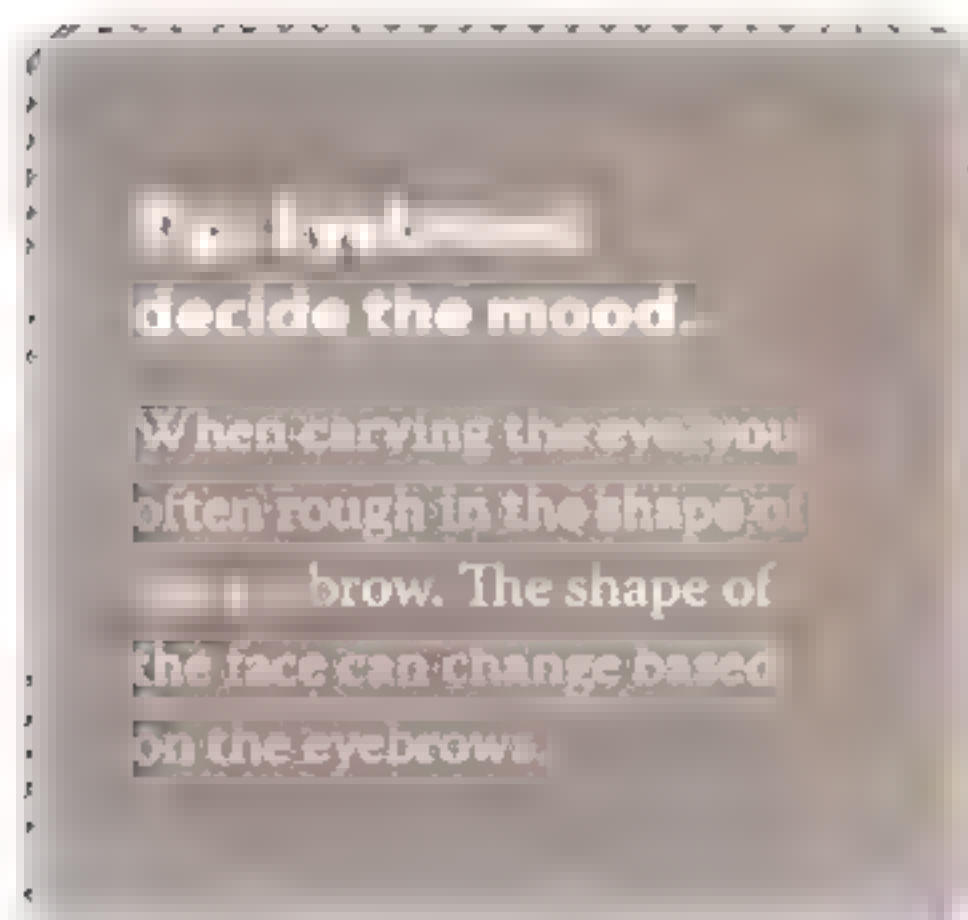 decide the mood.
When carving the eye, you
often rough in the shape of
brow. The shape of
the face can change based
on the eyebrows.